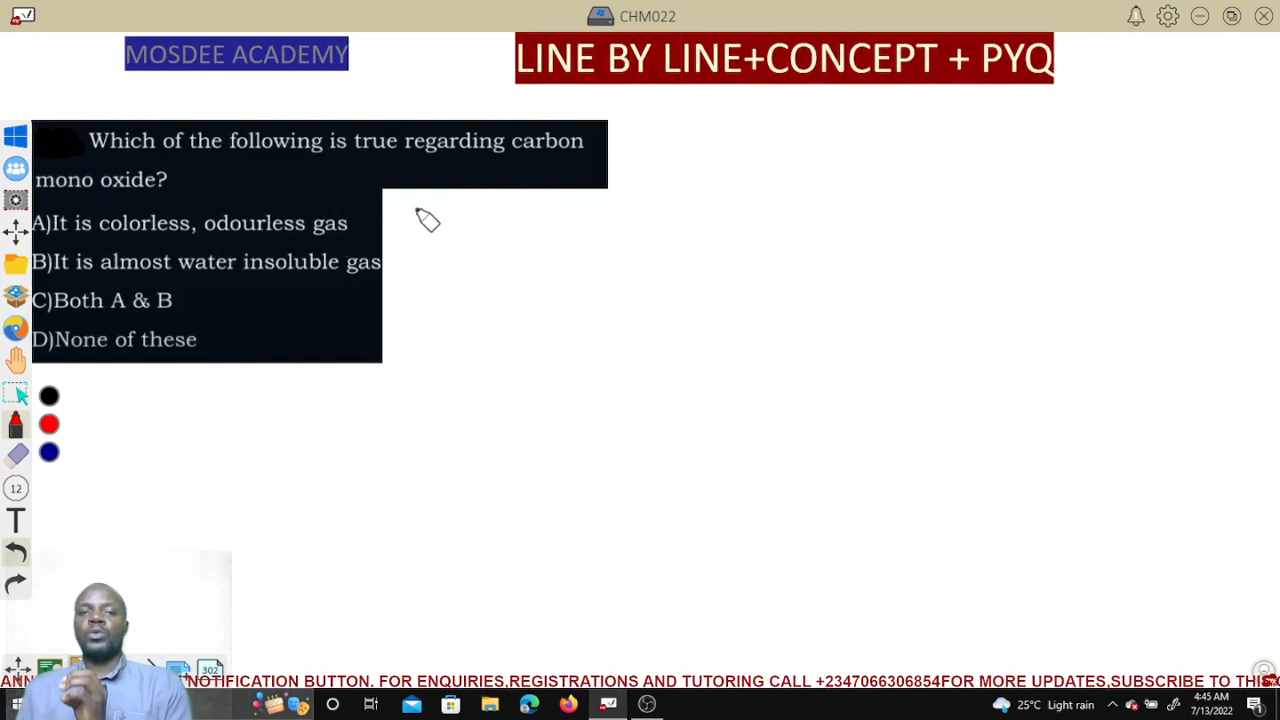 CHM022
MOSDEE ACADEMY
LINE BY LINE+CONCEPT + PYQ
Which of the following is true regarding carbon
mono oxide?
A)It is colorless, odourless gas
B)It is almost water insoluble gas
C)Both A & B
D)None of these
12
T
302
NOTIFICATION BUTTON. FOR ENQUIRIES,REGISTRATIONS AND TUTORING CALL +2347066306854FOR MORE UPDATES,SUBSCRIBE TO THIS
25°C Light rain
4:45 AM
7/13/2022
1